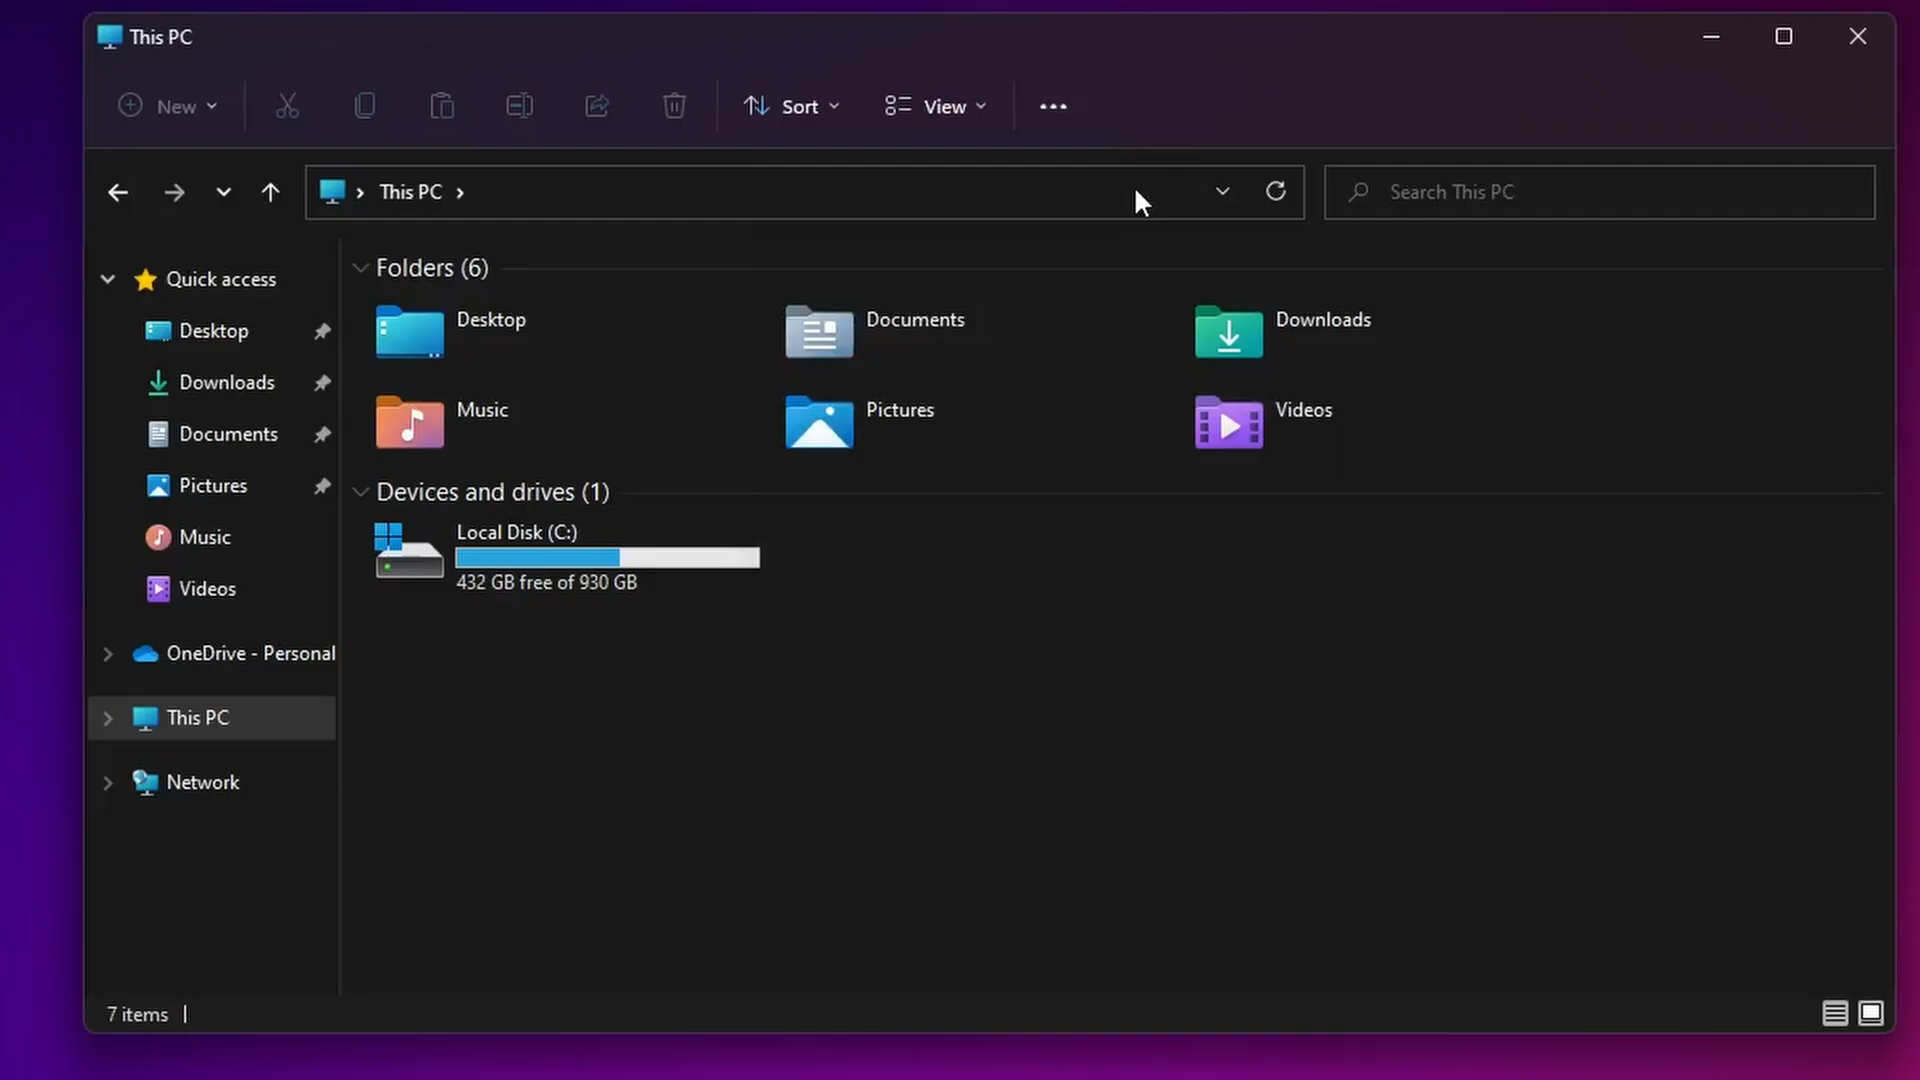 This PC
New
Sort
View
This PC
Search This PC
Quick access
Desktop
Downloads
Documents
Pictures
Music
Videos
OneDrive - Personal
This PC
Network
Folders (6)
Desktop
Documents
Downloads
Music
Pictures
Videos
Devices and drives (1)
Local Disk (C:)
432 GB free of 930 GB
7 items